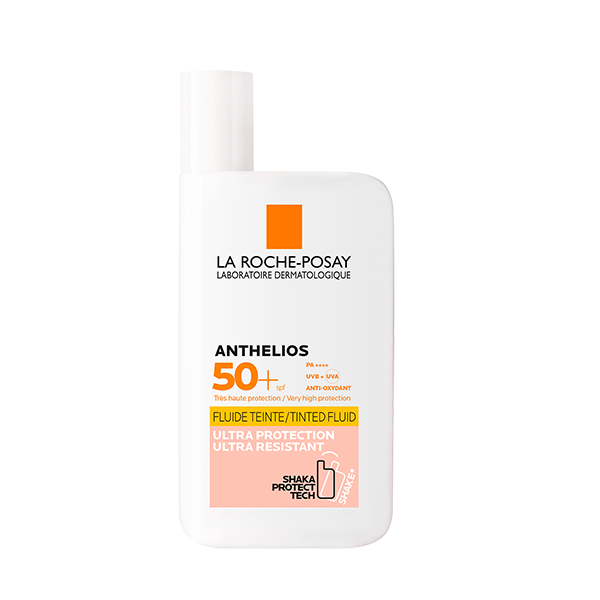 LA ROCHE-POSAY
LABORATOIRE DERMATOLOGIQUE
ANTHELIOS
50+ spf
PA ++++
UVB + UVA
ANTI-OXYDANT
Très haute protection / Very high protection
FLUIDE TEINTE/TINTED FLUID
ULTRA PROTECTION
ULTRA RESISTANT
SHAKA
PROTECT
TECH
SHAKE+